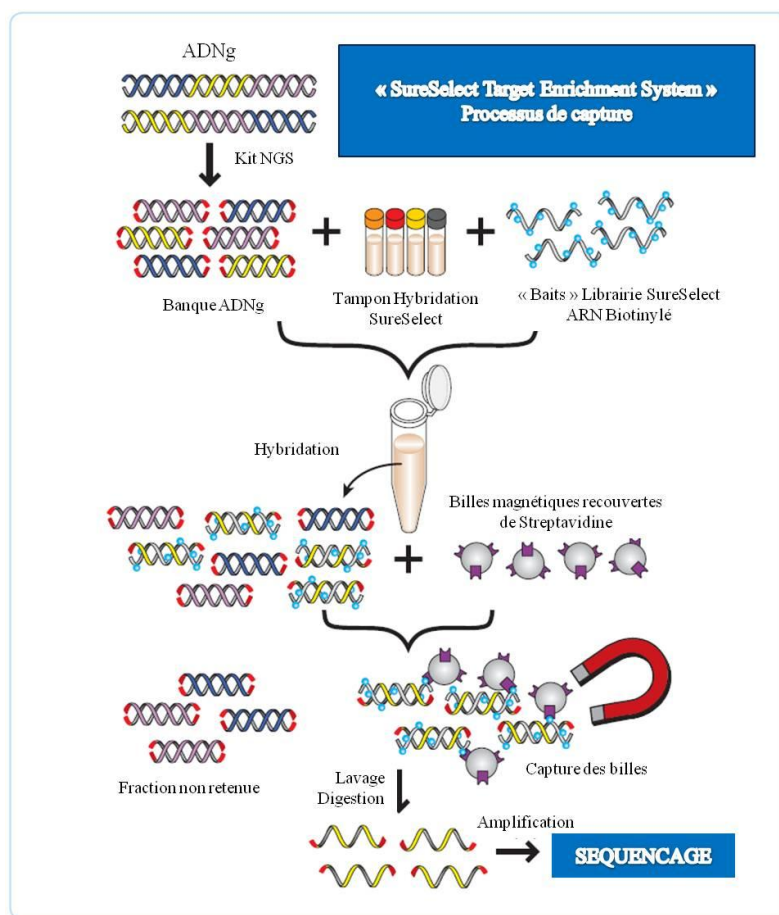 ADNg
« SureSelect Target Enrichment System »
Processus de capture
Kit NGS
Banque ADNg
Tampon Hybridation
SureSelect
« Baits » Librairie SureSelect
ARN Biotinylé
Hybridation
Billes magnétiques recouvertes
de Streptavidine
Fraction non retenue
Capture des billes
Lavage
Digestion
Amplification
SEQUENCAGE